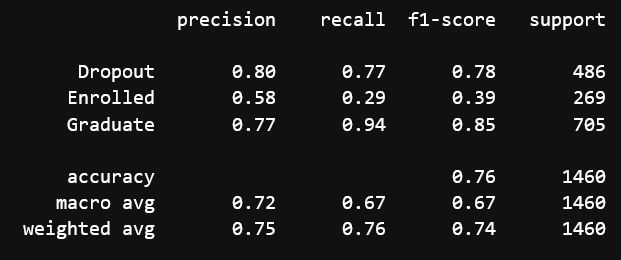 precision recall f1-score support
Dropout 0.80 0.77 0.78 486
Enrolled 0.58 0.29 0.39 269
Graduate 0.77 0.94 0.85 705
accuracy 0.76 1460
macro avg 0.72 0.67 0.67 1460
weighted avg 0.75 0.76 0.74 1460